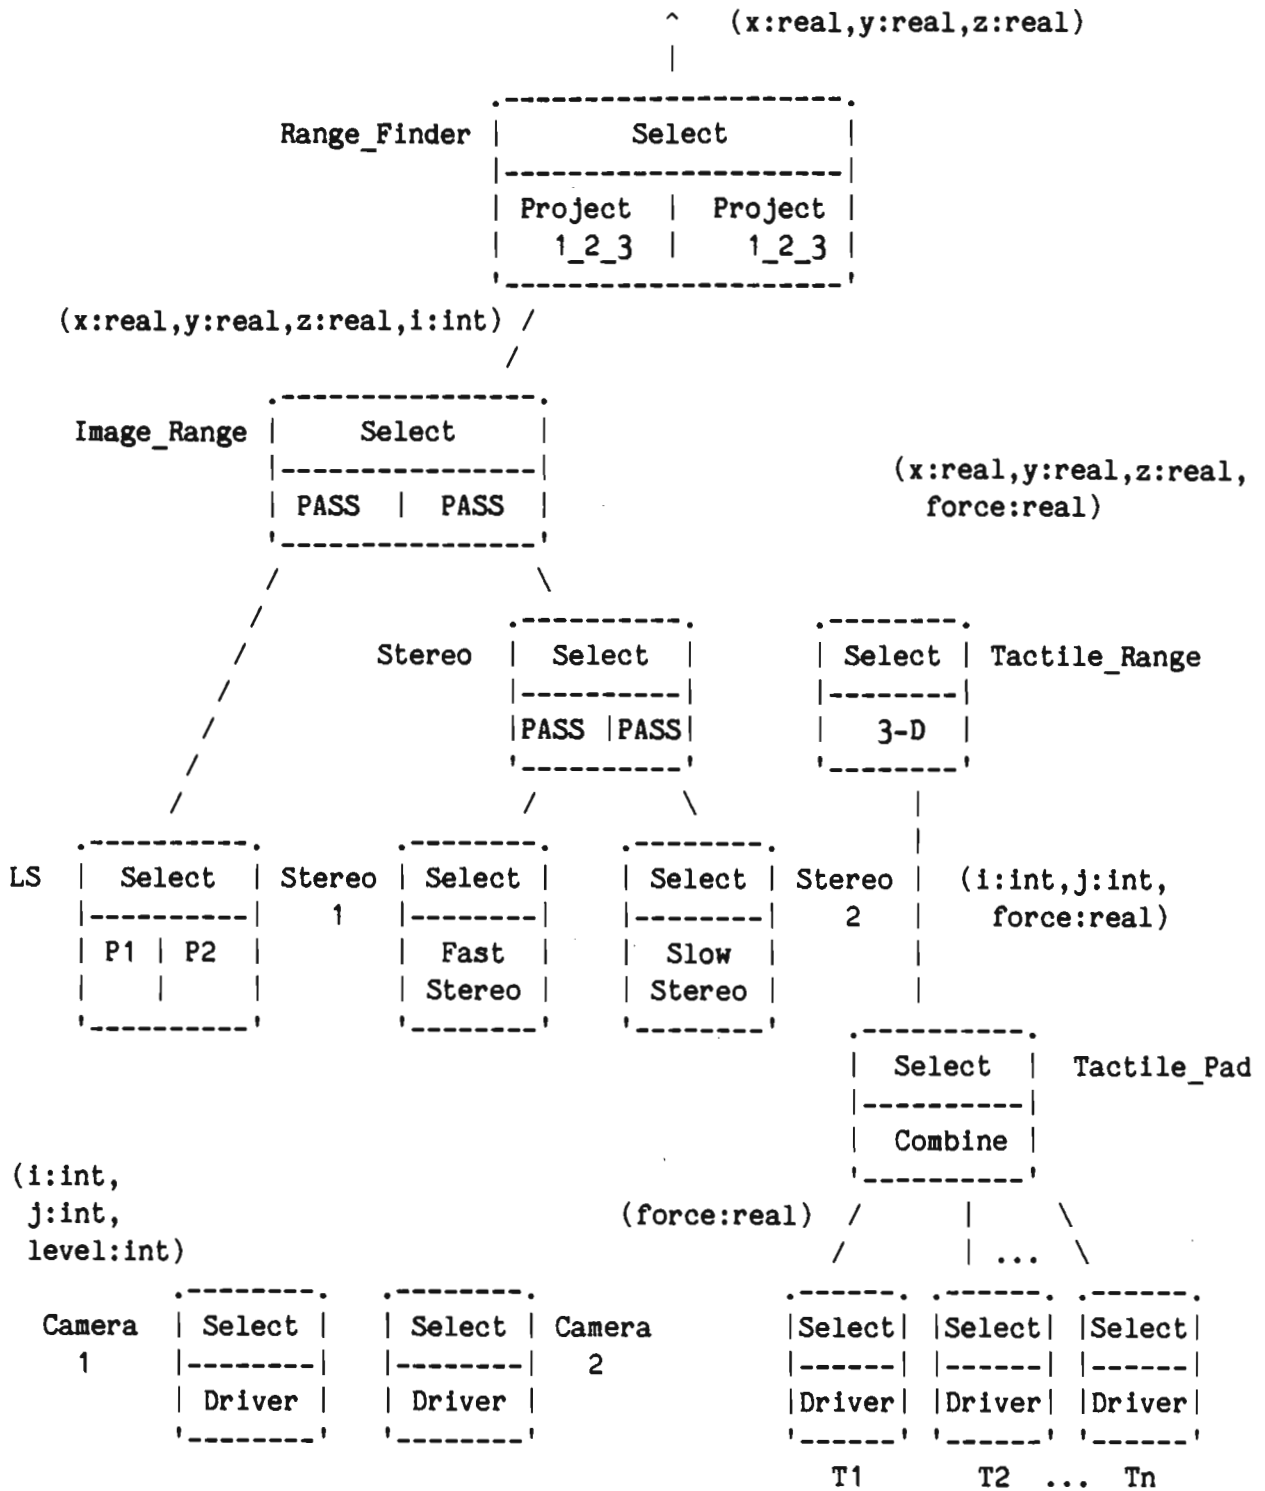 (x:real,y:real,z:real)
Range_Finder
Select
Project | Project
1_2_3 | 1_2_3
(x:real,y:real,z:real,i:int)
Image_Range
Select
PASS | PASS
(x:real,y:real,z:real,
force:real)
Stereo
Select
PASS | PASS
Select
3-D
Tactile_Range
LS
Select
P1 | P2
Stereo
1
Select
Fast
Stereo
Select
Slow
Stereo
Stereo
2
(i:int,j:int,
force:real)
Select
Combine
Tactile_Pad
(i:int,
j:int,
level:int)
(force:real)
...
Camera
1
Select
Driver
Select
Driver
Camera
2
Select
Driver
T1
Select
Driver
T2
...
Select
Driver
Tn